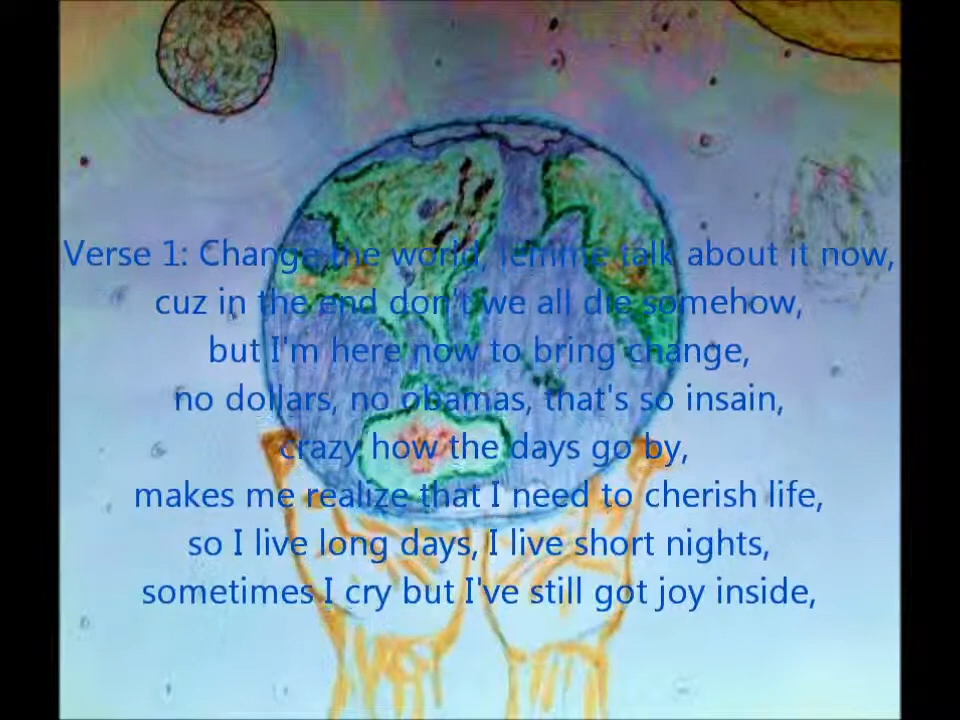 Verse 1: Change the world, lemme talk about it now,
cuz in the end don't we all die somehow,
but I'm here now to bring change,
no dollars, no obamas, that's so insain,
crazy how the days go by,
makes me realize that I need to cherish life,
so I live long days, I live short nights,
sometimes I cry but I've still got joy inside,